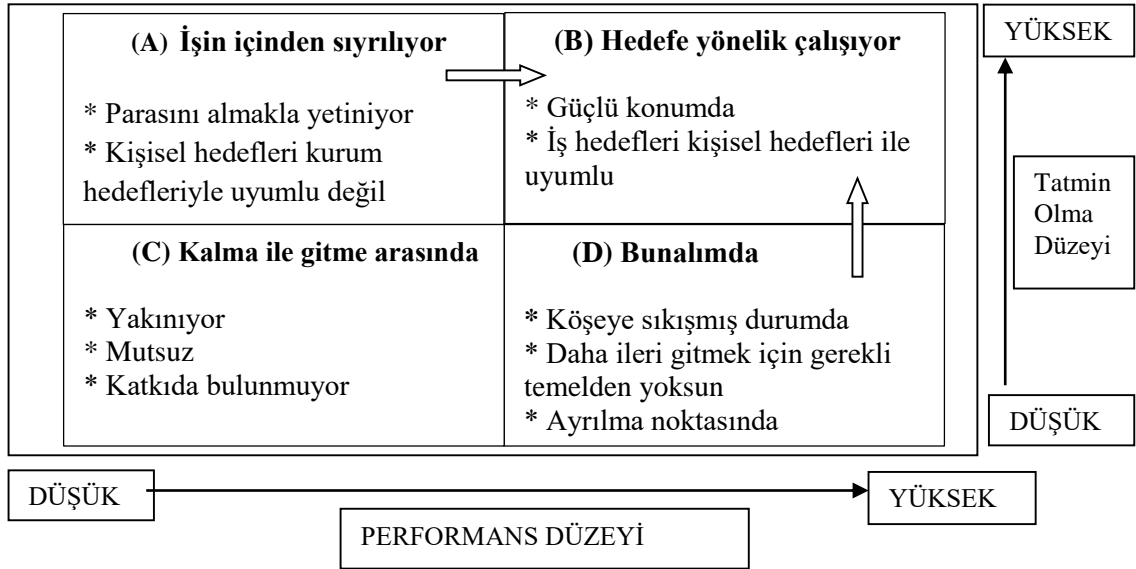 (A) İşin içinden sıyrılıyor
* Parasını almakla yetiniyor
* Kişisel hedefleri kurum
hedefleriyle uyumlu değil
(B) Hedefe yönelik çalışıyor
* Güçlü konumda
* İş hedefleri kişisel hedefleri ile
uyumlu
(C) Kalma ile gitme arasında
* Yakınıyor
* Mutsuz
* Katkıda bulunmuyor
(D) Bunalımda
* Köşeye sıkışmış durumda
* Daha ileri gitmek için gerekli
temelden yoksun
* Ayrılma noktasında
YÜKSEK
Tatmin
Olma
Düzeyi
DÜŞÜK
DÜŞÜK
YÜKSEK
PERFORMANS DÜZEYİ